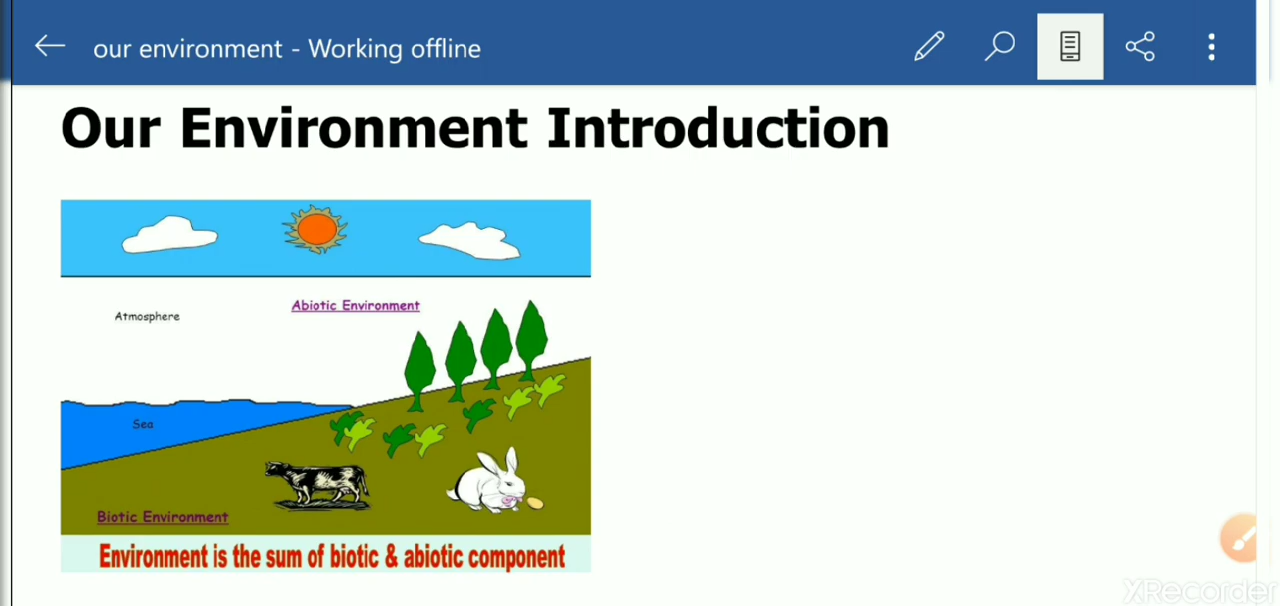 our environment - Working offline
Our Environment Introduction
Abiotic Environment
Atmosphere
Sea
Biotic Environment
Environment is the sum of biotic & abiotic component
XRecorder